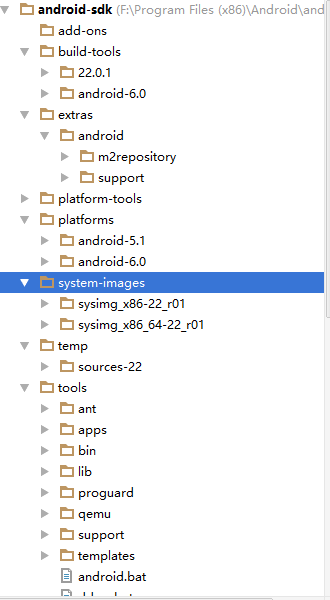 android-sdk (F:\Program Files (x86)\Android\and
add-ons
build-tools
22.0.1
android-6.0
extras
android
m2repository
support
platform-tools
platforms
android-5.1
android-6.0
system-images
sysimg_x86-22_r01
sysimg_x86_64-22_r01
temp
sources-22
tools
ant
apps
bin
lib
proguard
qemu
support
templates
android.bat